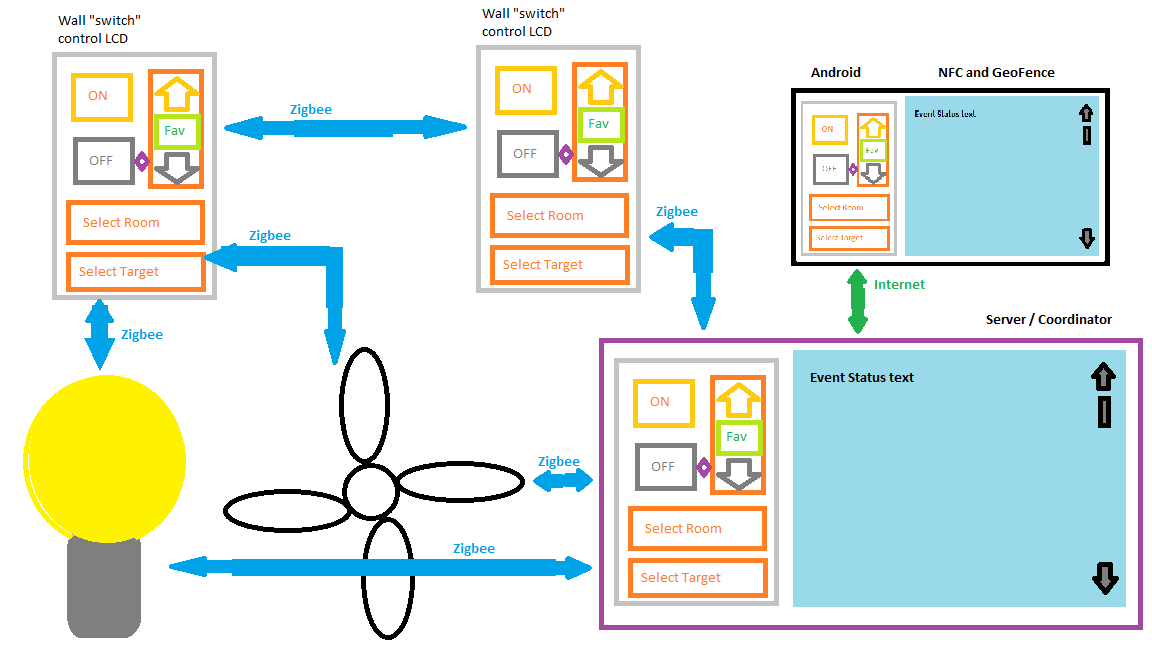 Wall "switch"
control LCD
ON
Fav
OFF
Select Room
Select Target
Zigbee
Wall "switch"
control LCD
ON
Fav
OFF
Select Room
Select Target
Android
NFC and GeoFence
ON
Fav
OFF
Select Room
Select Target
Event Status text
Zigbee
Zigbee
Zigbee
Internet
Server / Coordinator
ON
Fav
OFF
Select Room
Select Target
Event Status text
Zigbee
Zigbee